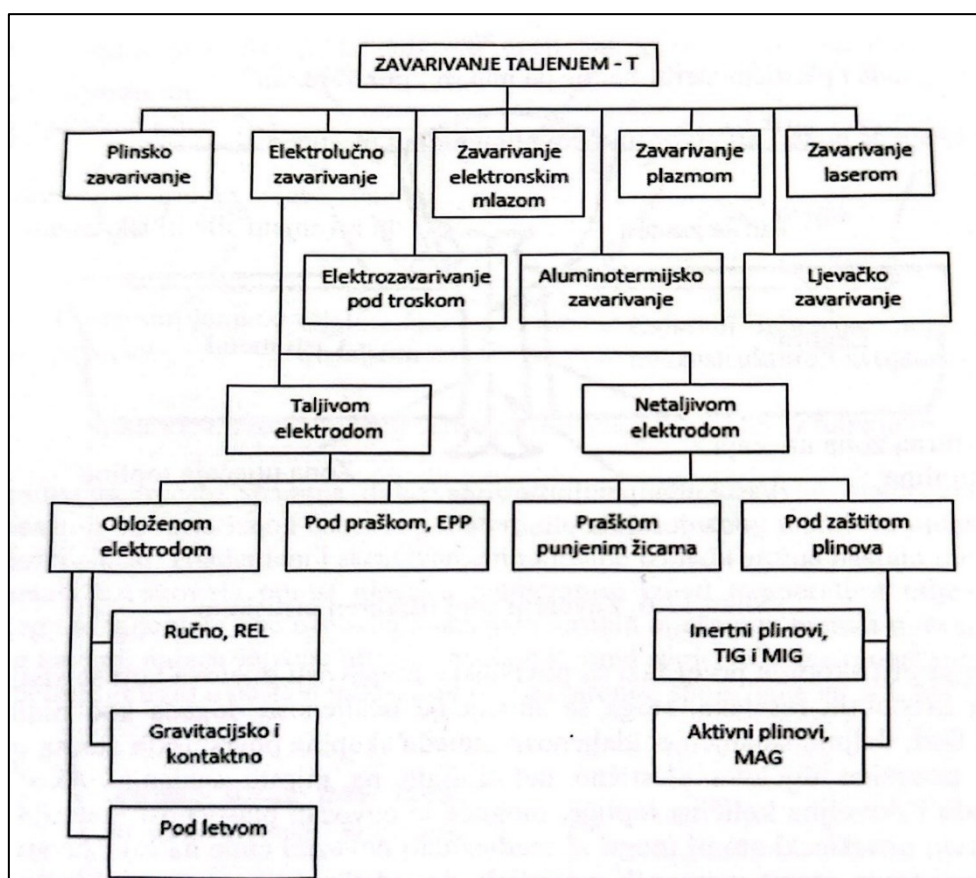 ZAVARIVANJE TALJENJEM - T
Plinsko
zavarivanje
Elektrolučno
zavarivanje
Zavarivanje
elektronskim
mlazom
Zavarivanje
plazmom
Zavarivanje
laserom
Elektrozavarivanje
pod troskom
Aluminotermijsko
zavarivanje
Ljevačko
zavarivanje
Taljivom
elektrodom
Netaljivom
elektrodom
Obloženom
elektrodom
Pod praškom, EPP
Praškom
punjenim žicama
Pod zaštitom
plinova
Ručno, REL
Gravitacijsko i
kontaktno
Pod letvom
Inertni plinovi,
TIG i MIG
Aktivni plinovi,
MAG